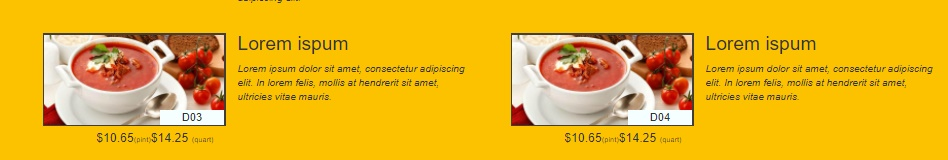 adipiscing elit.
Lorem ispum
Lorem ipsum dolor sit amet, consectetur adipiscing
elit. In lorem felis, mollis at hendrerit sit amet,
ultricies vitae mauris.
D03
$10.65(pint)$14.25 (quart)
Lorem ispum
Lorem ipsum dolor sit amet, consectetur adipiscing
elit. In lorem felis, mollis at hendrerit sit amet,
ultricies vitae mauris.
D04
$10.65(pint)$14.25 (quart)